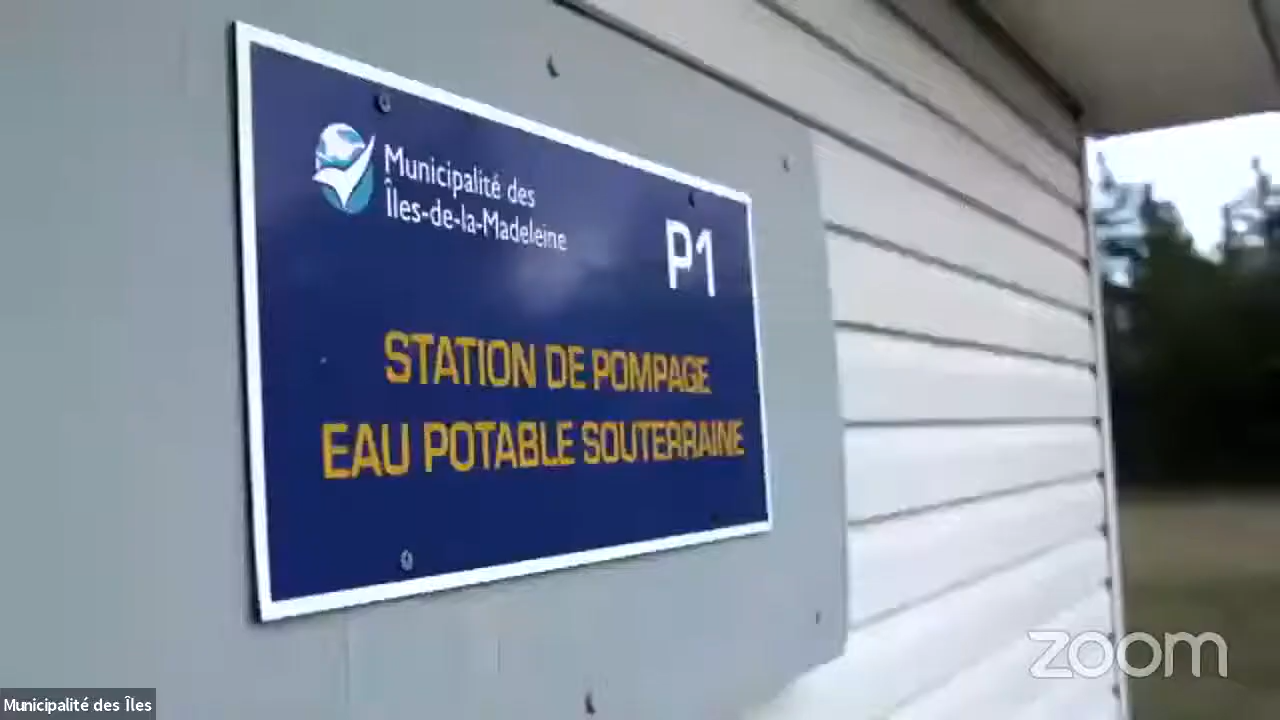 Municipalité des
Îles-de-la-Madeleine
P1
STATION DE POMPAGE
EAU POTABLE SOUTERRAINE
zoom
Municipalité des Îles